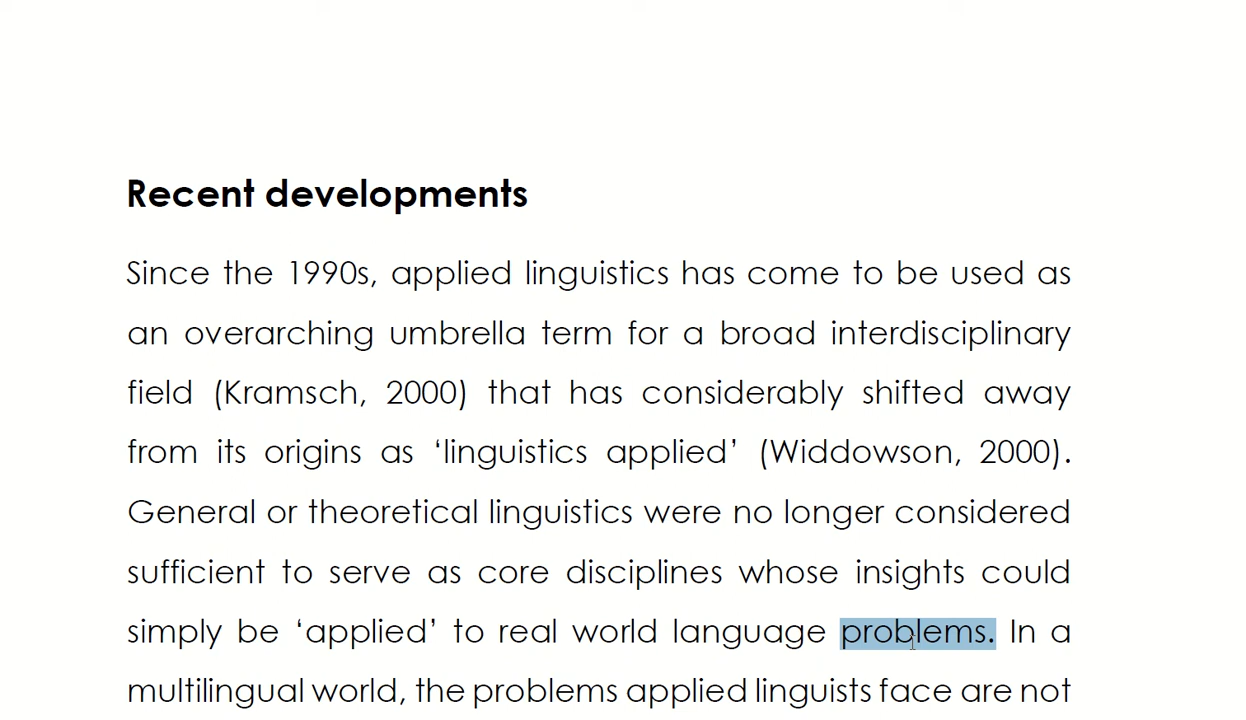 Recent developments
Since the 1990s, applied linguistics has come to be used as
an overarching umbrella term for a broad interdisciplinary
field (Kramsch, 2000) that has considerably shifted away
from its origins as ‘linguistics applied’ (Widdowson, 2000).
General or theoretical linguistics were no longer considered
sufficient to serve as core disciplines whose insights could
simply be ‘applied’ to real world language problems. In a
multilingual world, the problems applied linguists face are not